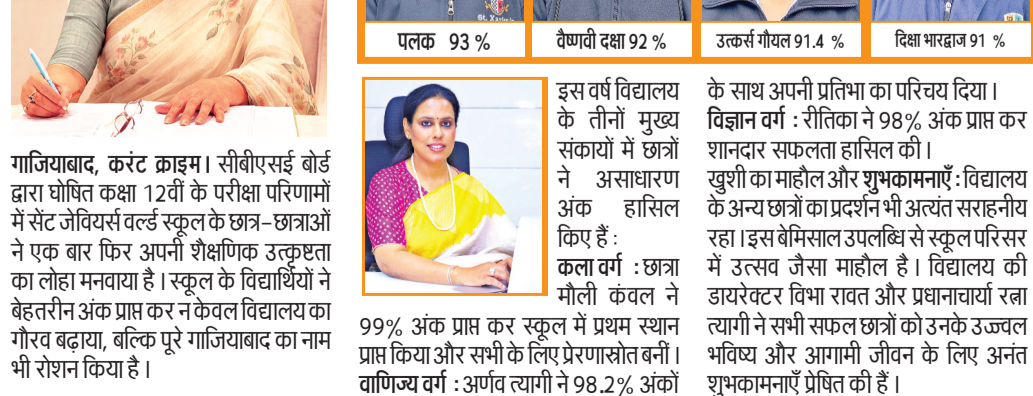 St. Xavier's
पलक 93 %
वैष्णवी दक्षा 92 %
उत्कर्स गौयल 91.4 %
दिक्षा भारद्वाज 91 %
गाजियाबाद, करंट क्राइम। सीबीएसई बोर्ड
द्वारा घोषित कक्षा 12वीं के परीक्षा परिणामों
में सेंट जेवियर्स वर्ल्ड स्कूल के छात्र-छात्राओं
ने एक बार फिर अपनी शैक्षणिक उत्कृष्टता
का लोहा मनवाया है। स्कूल के विद्यार्थियों ने
बेहतरीन अंक प्राप्त कर न केवल विद्यालय का
गौरव बढ़ाया, बल्कि पूरे गाजियाबाद का नाम
भी रोशन किया है।
इस वर्ष विद्यालय
के तीनों मुख्य
संकायों में छात्रों
ने असाधारण
अंक हासिल
किए हैं :
कला वर्ग : छात्रा
मौली कंवल ने
99% अंक प्राप्त कर स्कूल में प्रथम स्थान
प्राप्त किया और सभी के लिए प्रेरणास्रोत बनीं।
वाणिज्य वर्ग : अर्णव त्यागी ने 98.2% अंकों
के साथ अपनी प्रतिभा का परिचय दिया।
विज्ञान वर्ग : रीतिका ने 98% अंक प्राप्त कर
शानदार सफलता हासिल की।
खुशी का माहौल और शुभकामनाएँ : विद्यालय
के अन्य छात्रों का प्रदर्शन भी अत्यंत सराहनीय
रहा। इस बेमिसाल उपलब्धि से स्कूल परिसर
में उत्सव जैसा माहौल है। विद्यालय की
डायरेक्टर विभा रावत और प्रधानाचार्या रत्ना
त्यागी ने सभी सफल छात्रों को उनके उज्ज्वल
भविष्य और आगामी जीवन के लिए अनंत
शुभकामनाएँ प्रेषित की हैं।